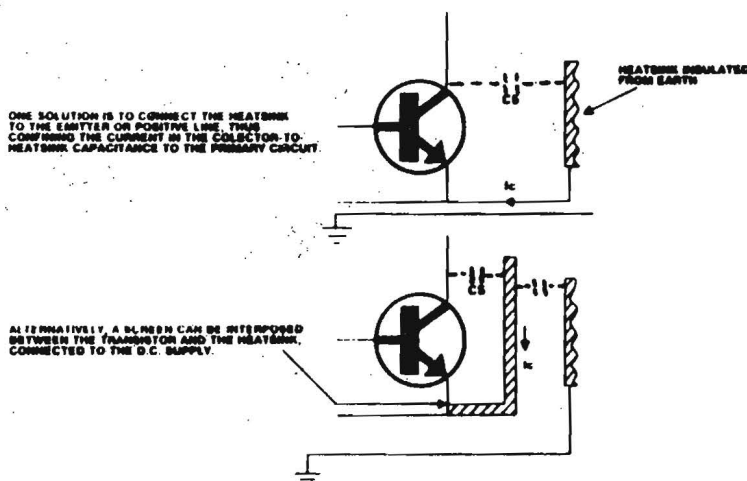 ONE SOLUTION IS TO CONNECT THE HEATSINK
TO THE EMITTER OR POSITIVE LINE, THUS
CONFINING THE CURRENT IN THE COLECTOR-TO-
HEATSINK CAPACITANCE TO THE PRIMARY CIRCUIT.
CS
HEATSINK INSULATED
FROM EARTH
Ic
ALTERNATIVELY, A SCREEN CAN BE INTERPOSED
BETWEEN THE TRANSISTOR AND THE HEATSINK,
CONNECTED TO THE D.C. SUPPLY.
CS
Ic